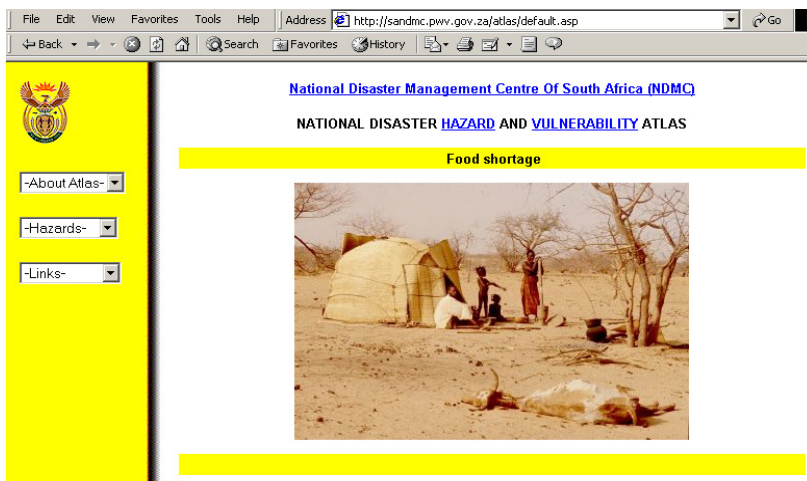 File Edit View Favorites Tools Help Address http://sandmc.pwv.gov.za/atlas/default.asp Go
Back Search Favorites History
National Disaster Management Centre Of South Africa (NDMC)
NATIONAL DISASTER HAZARD AND VULNERABILITY ATLAS
Food shortage
-About Atlas-
-Hazards-
-Links-